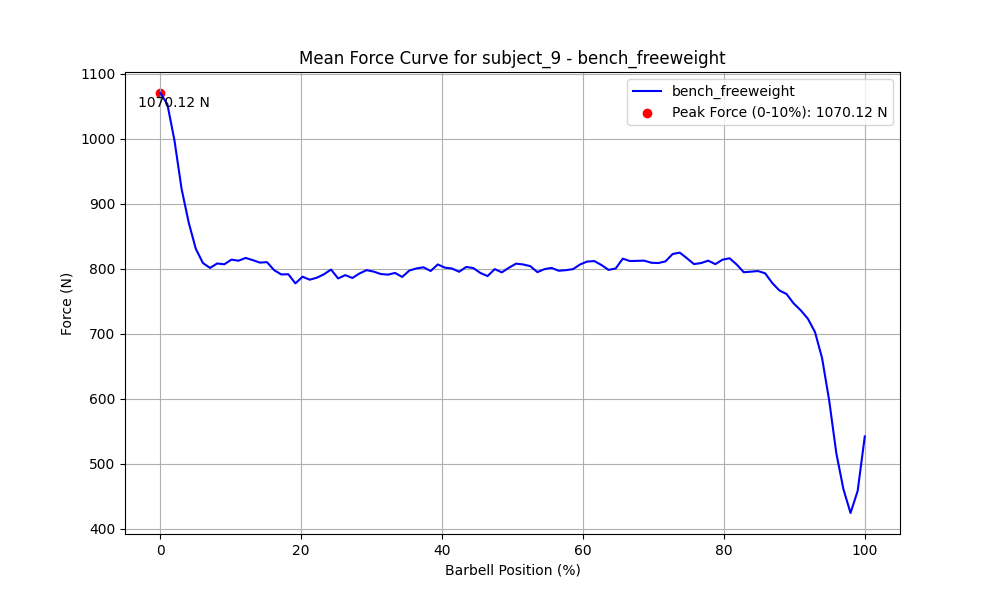 Mean Force Curve for subject_9 - bench_freeweight
bench_freeweight
Peak Force (0-10%): 1070.12 N
1070.12 N
1100
1000
900
800
700
600
500
400
Force (N)
0 20 40 60 80 100
Barbell Position (%)